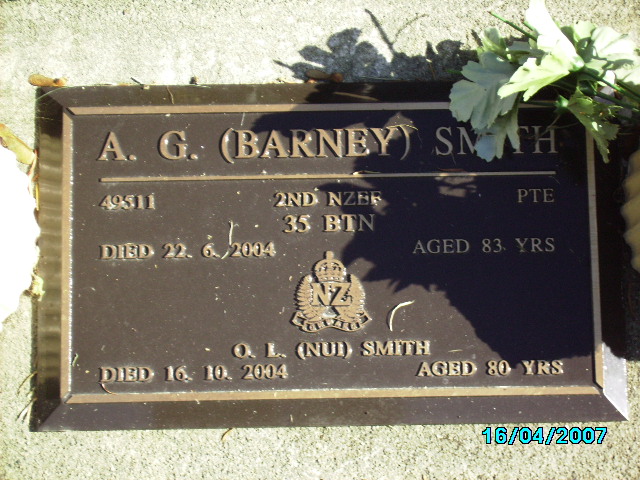 A. G. (BARNEY) SMITH
49511 2ND NZEF PTE
35 BTN
DIED 22. 6. 2004 AGED 83 YRS
NZ
ONWARD
O. L. (NUI) SMITH
DIED 16. 10. 2004 AGED 80 YRS
16/04/2007